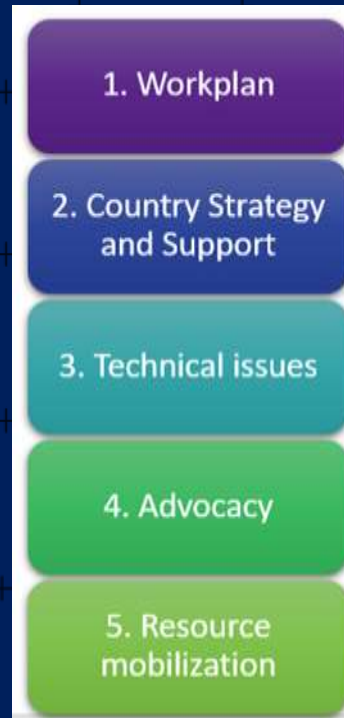 1. Workplan
2. Country Strategy
and Support
3. Technical issues
4. Advocacy
5. Resource
mobilization